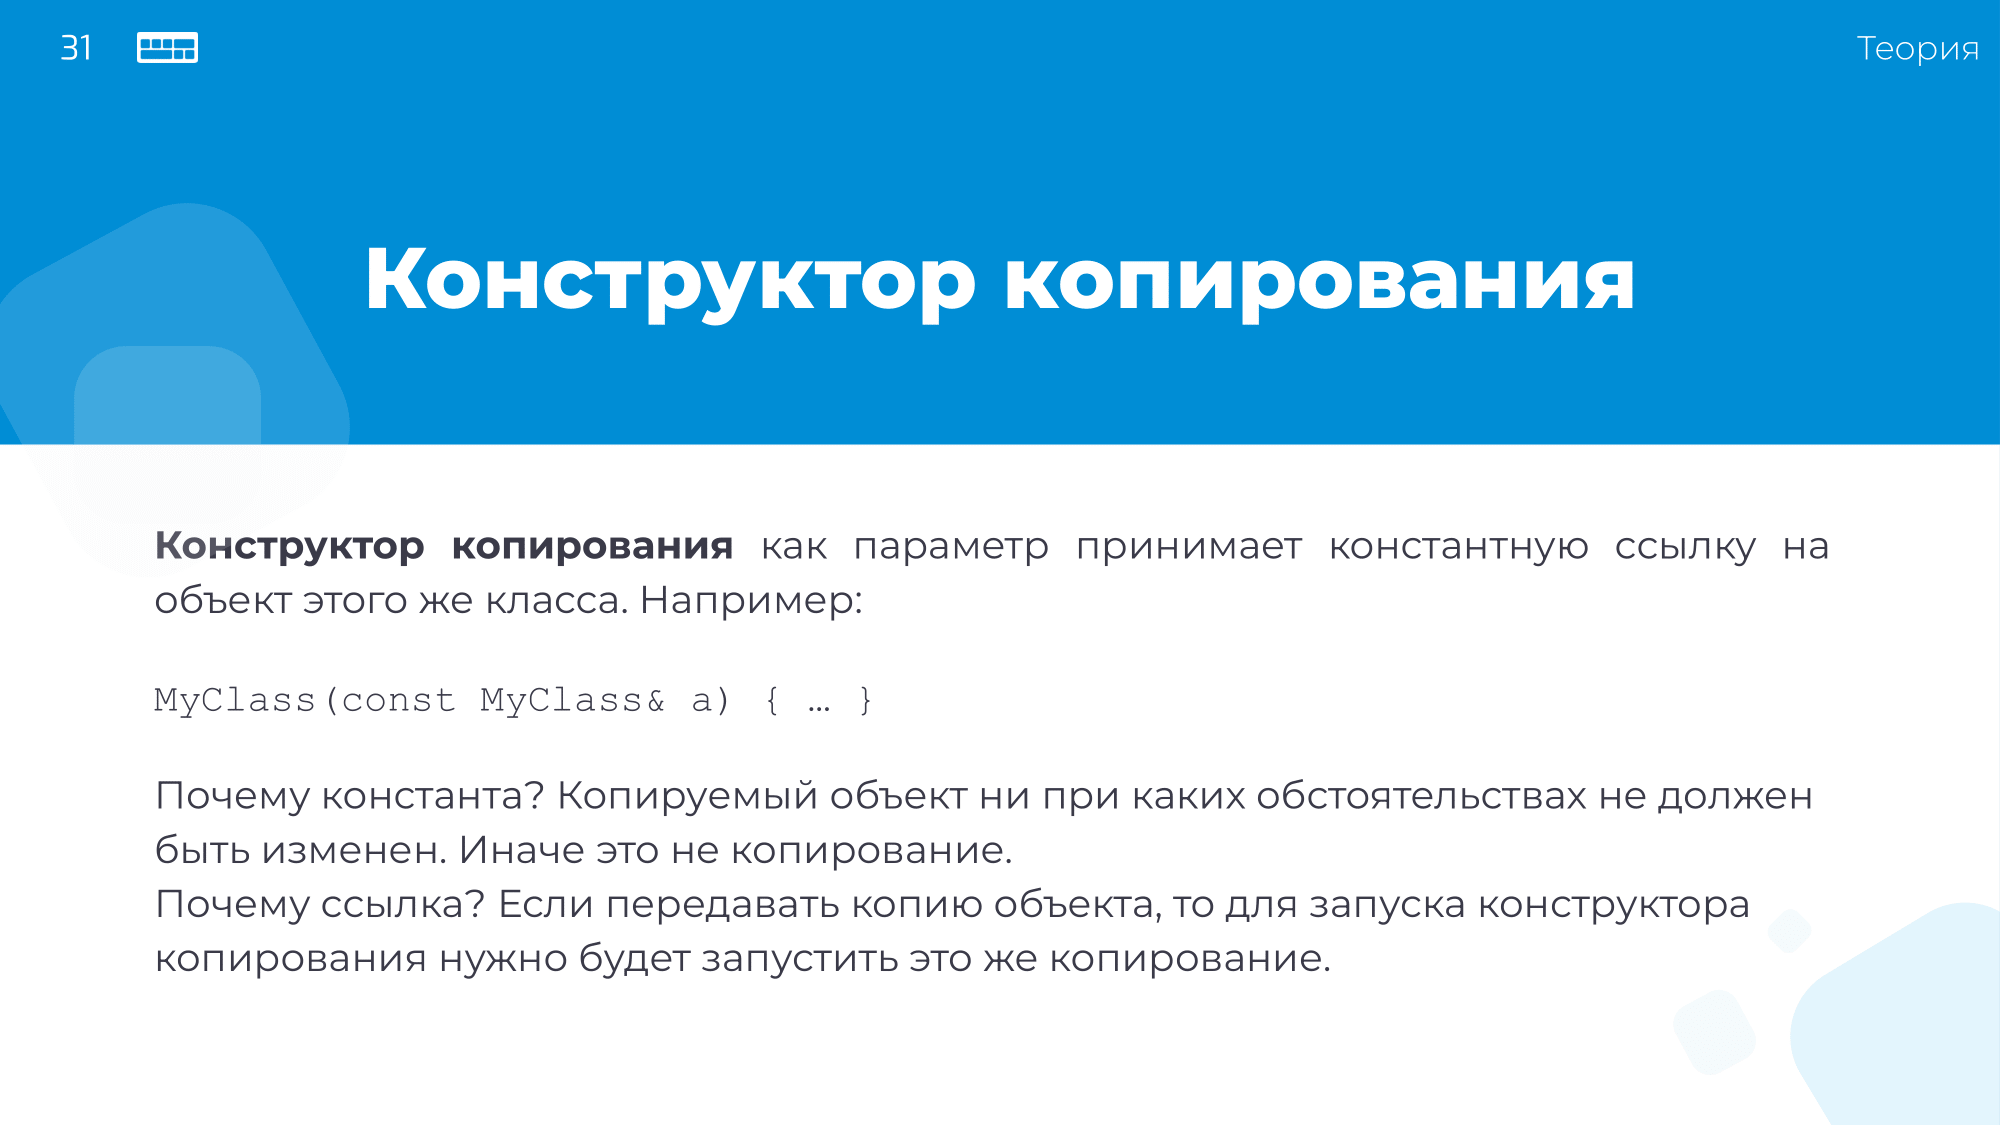 31
Теория
Конструктор копирования
Конструктор копирования как параметр принимает константную ссылку на
объект этого же класса. Например:
MyClass(const MyClass& a) { … }
Почему константа? Копируемый объект ни при каких обстоятельствах не должен
быть изменен. Иначе это не копирование.
Почему ссылка? Если передавать копию объекта, то для запуска конструктора
копирования нужно будет запустить это же копирование.